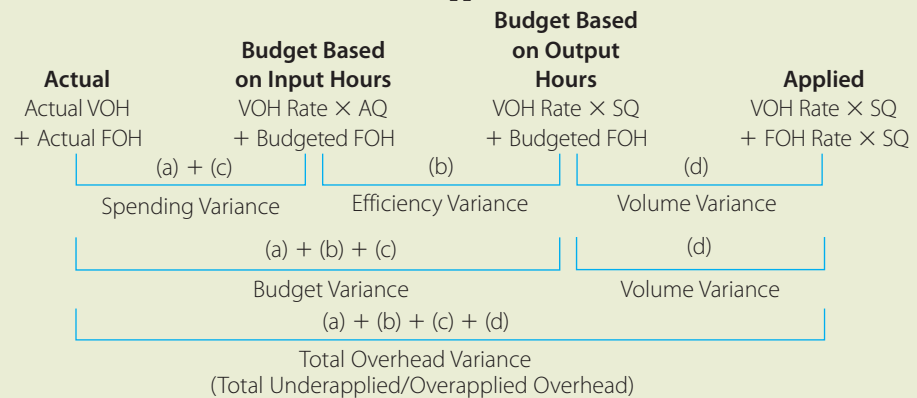 Budget Based
on Output
Hours
Budget Based
on Input Hours
Actual
Applied
Actual VOH
VOH Rate × AQ
VOH Rate × SQ
VOH Rate × SQ
+ Actual FOH
+ Budgeted FOH
+ Budgeted FOH
+ FOH Rate × SQ
(a) + (c)
(b)
(d)
Spending Variance
Efficiency Variance
Volume Variance
(a) + (b) + (c)
(d)
Budget Variance
Volume Variance
(a) + (b) + (c) + (d)
Total Overhead Variance
(Total Underapplied/Overapplied Overhead)